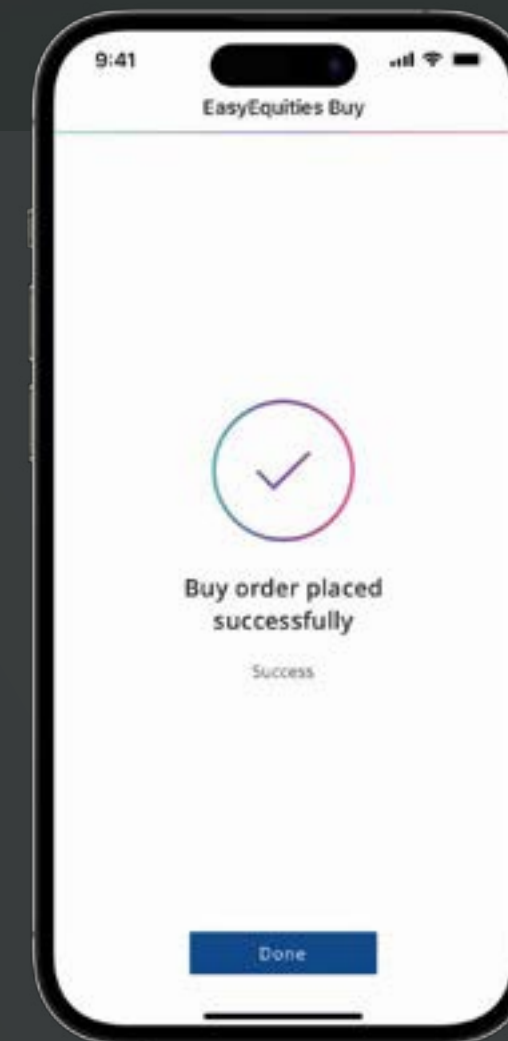 9:41
EasyEquities Buy
Buy order placed
successfully
Success
Done